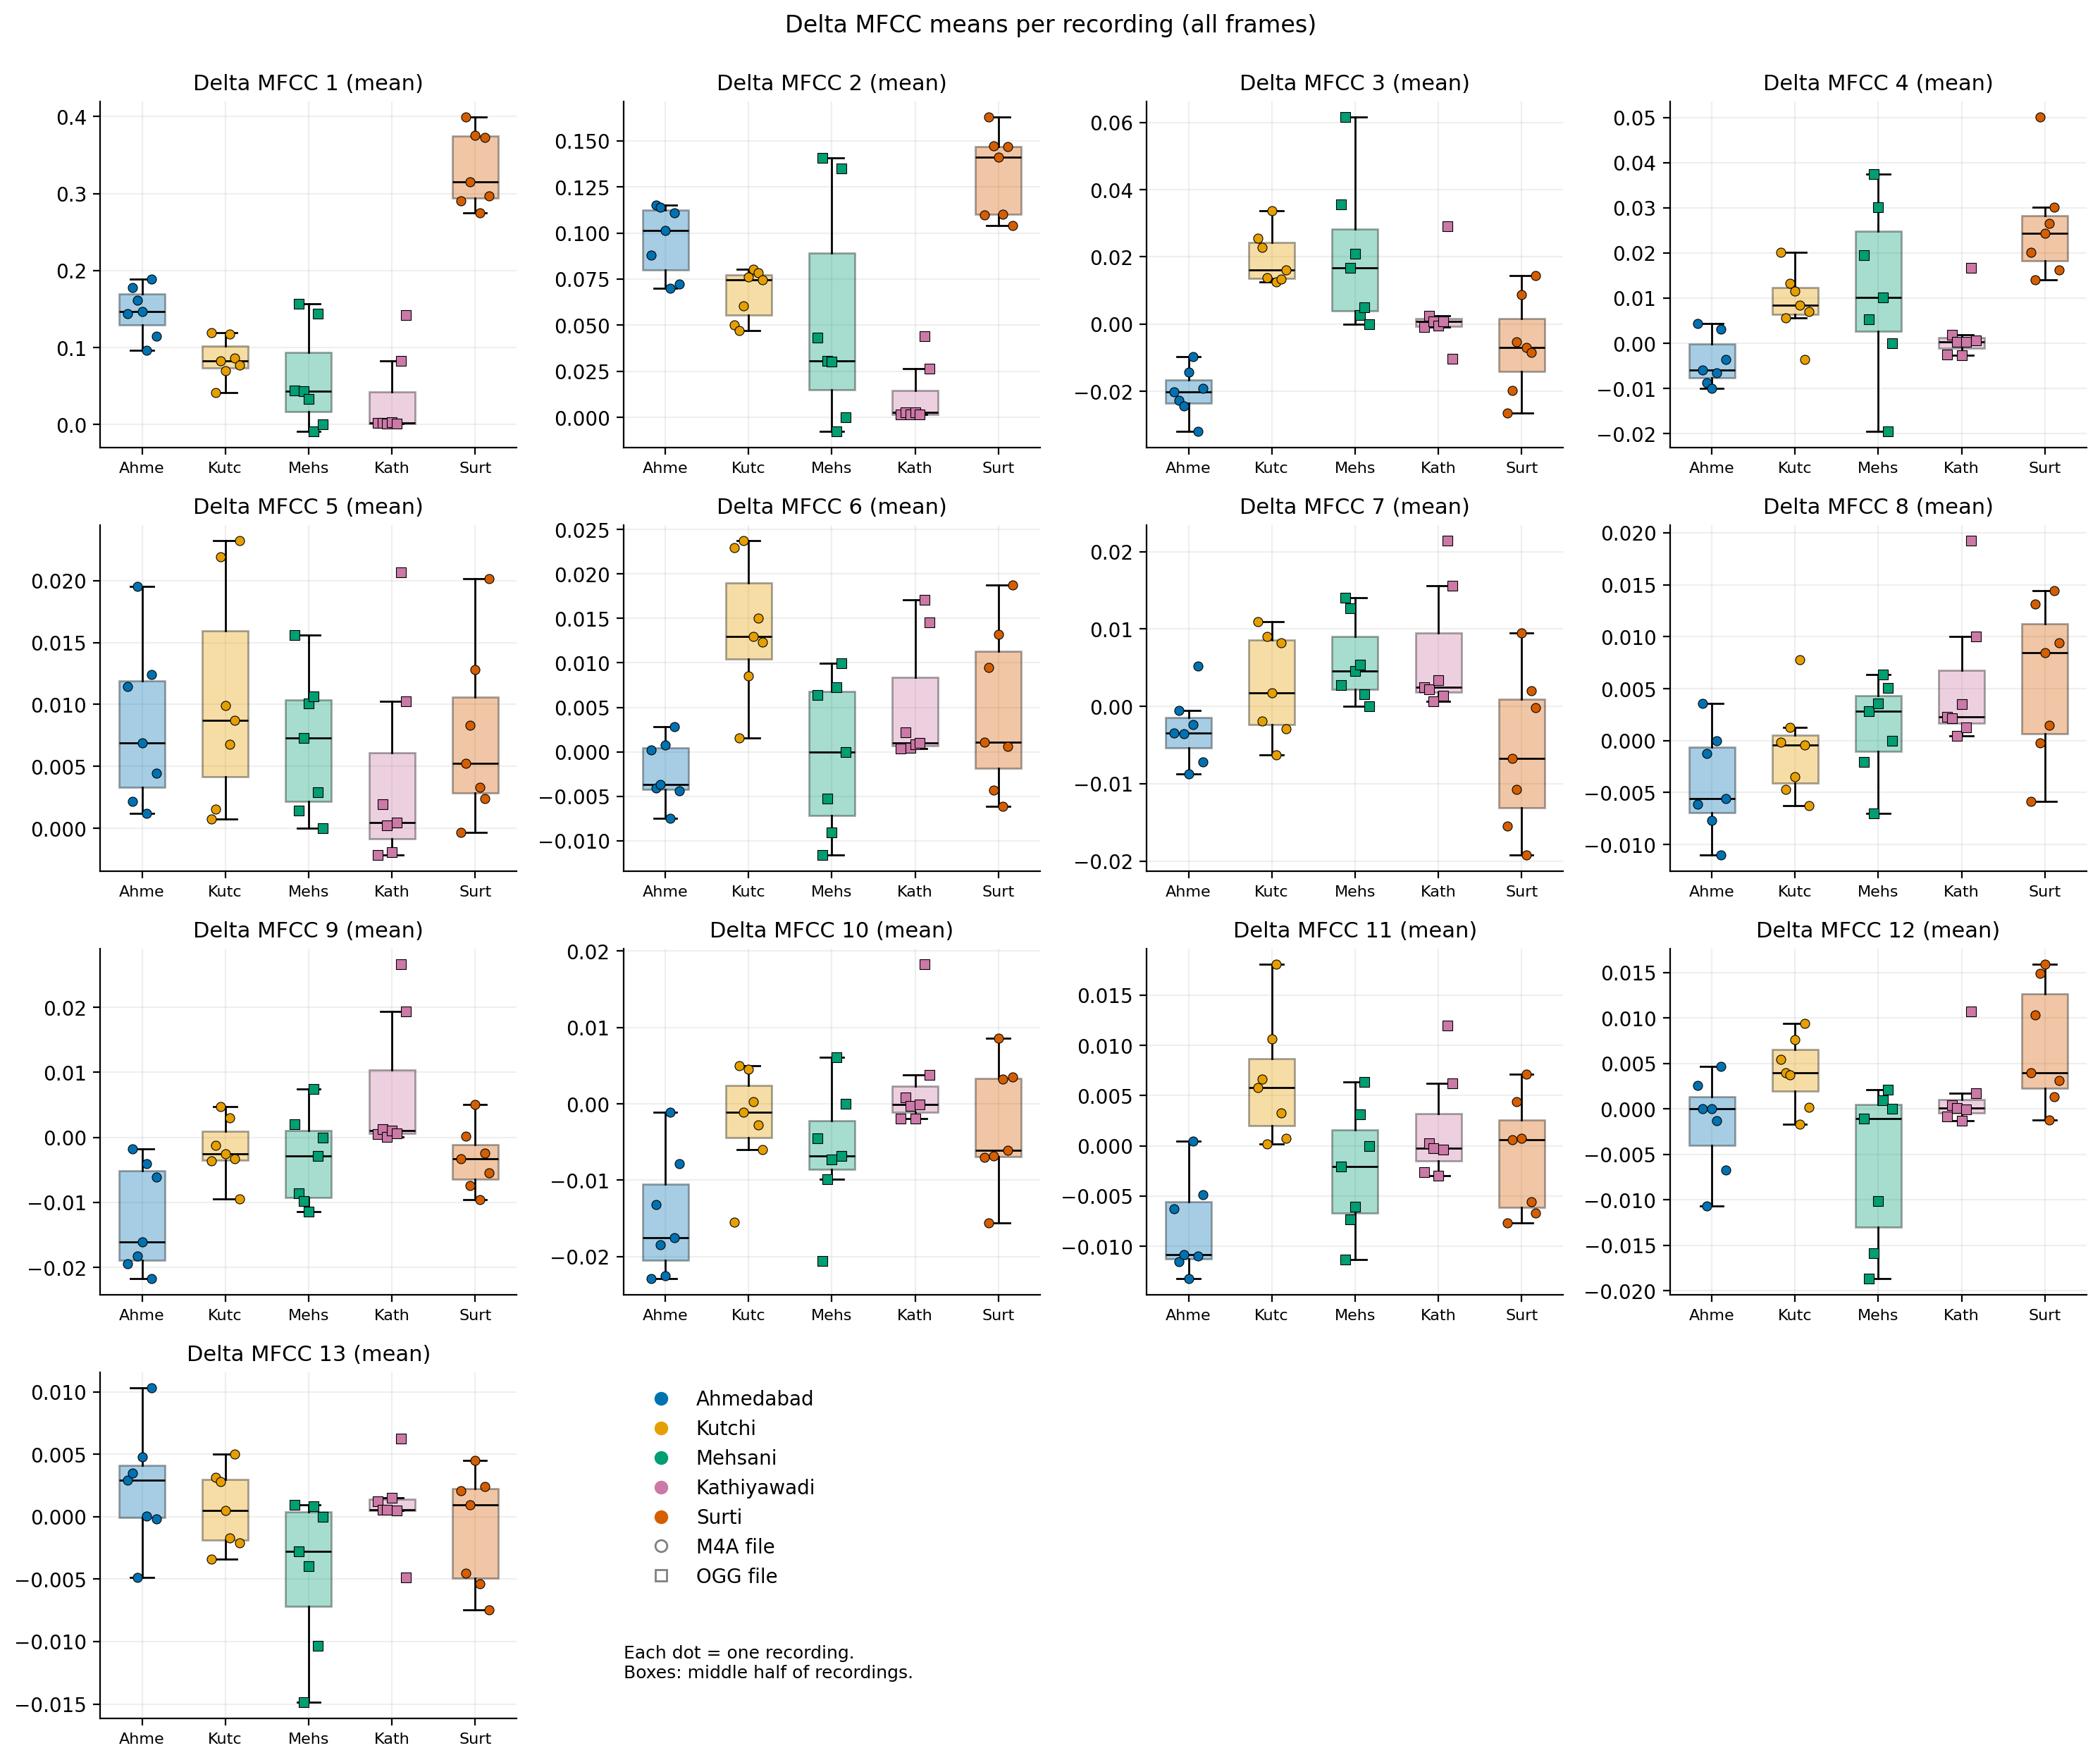 Delta MFCC means per recording (all frames)
Delta MFCC 1 (mean)
0.4
0.3
0.2
0.1
0.0
Ahme Kutc Mehs Kath Surt
Delta MFCC 2 (mean)
0.150
0.125
0.100
0.075
0.050
0.025
0.000
Ahme Kutc Mehs Kath Surt
Delta MFCC 3 (mean)
0.06
0.04
0.02
0.00
−0.02
Ahme Kutc Mehs Kath Surt
Delta MFCC 4 (mean)
0.05
0.04
0.03
0.02
0.01
0.00
−0.01
−0.02
Ahme Kutc Mehs Kath Surt
Delta MFCC 5 (mean)
0.020
0.015
0.010
0.005
0.000
Ahme Kutc Mehs Kath Surt
Delta MFCC 6 (mean)
0.025
0.020
0.015
0.010
0.005
0.000
−0.005
−0.010
Ahme Kutc Mehs Kath Surt
Delta MFCC 7 (mean)
0.02
0.01
0.00
−0.01
−0.02
Ahme Kutc Mehs Kath Surt
Delta MFCC 8 (mean)
0.020
0.015
0.010
0.005
0.000
−0.005
−0.010
Ahme Kutc Mehs Kath Surt
Delta MFCC 9 (mean)
0.02
0.01
0.00
−0.01
−0.02
Ahme Kutc Mehs Kath Surt
Delta MFCC 10 (mean)
0.02
0.01
0.00
−0.01
−0.02
Ahme Kutc Mehs Kath Surt
Delta MFCC 11 (mean)
0.015
0.010
0.005
0.000
−0.005
−0.010
Ahme Kutc Mehs Kath Surt
Delta MFCC 12 (mean)
0.015
0.010
0.005
0.000
−0.005
−0.010
−0.015
−0.020
Ahme Kutc Mehs Kath Surt
Delta MFCC 13 (mean)
0.010
0.005
0.000
−0.005
−0.010
−0.015
Ahme Kutc Mehs Kath Surt
Ahmedabad
Kutchi
Mehsani
Kathiyawadi
Surti
M4A file
OGG file
Each dot = one recording.
Boxes: middle half of recordings.